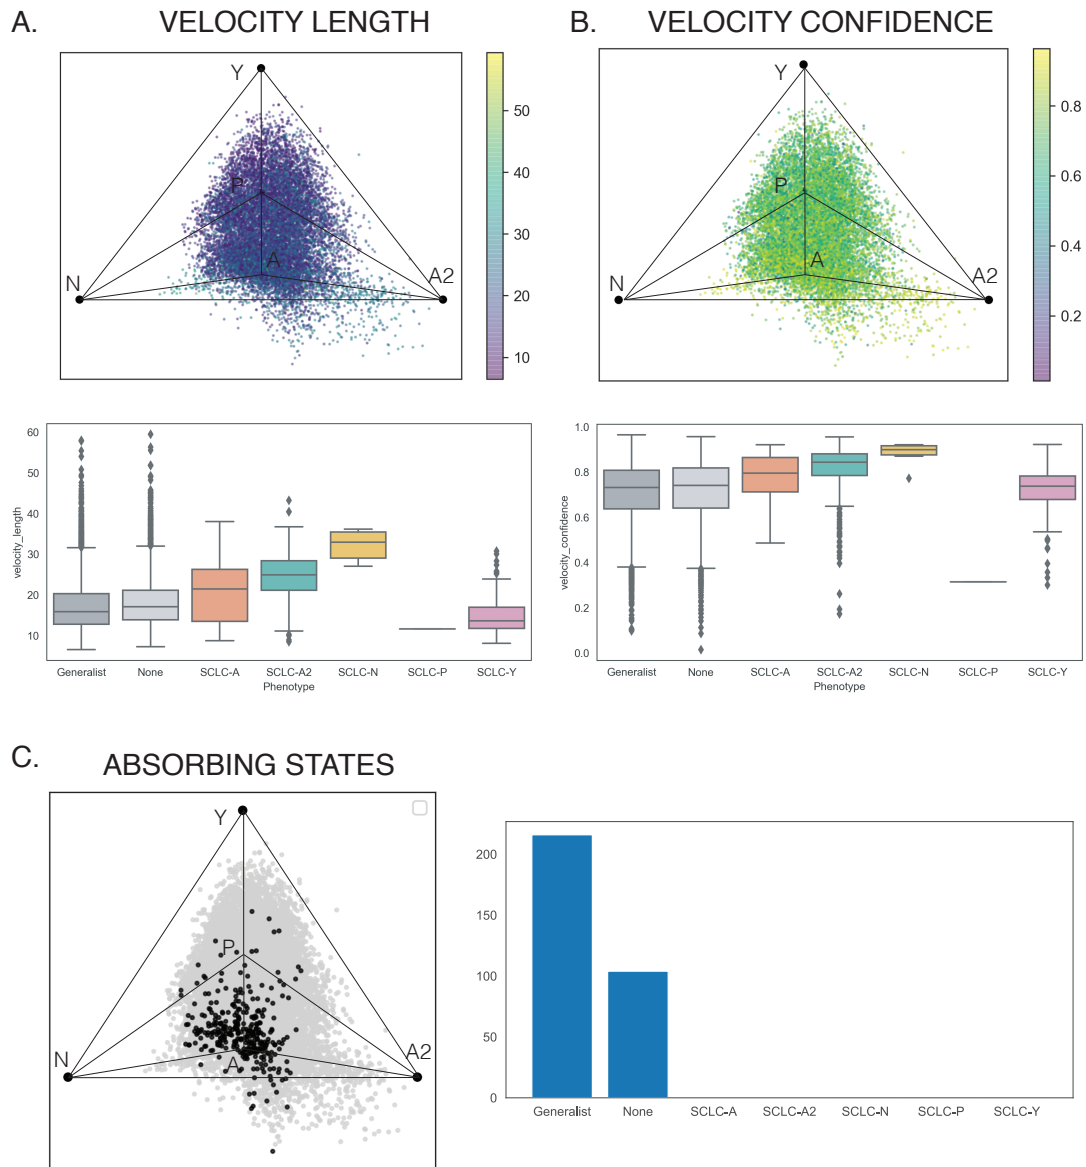 A.
VELOCITY LENGTH
B.
VELOCITY CONFIDENCE
Y
P
A
N
A2
50
40
30
20
10
Y
P
A
N
A2
0.8
0.6
0.4
0.2
velocity_length
60
50
40
30
20
10
Generalist None SCLC-A SCLC-A2 SCLC-N SCLC-P SCLC-Y
Phenotype
velocity_confidence
1.0
0.8
0.6
0.4
0.2
0.0
Generalist None SCLC-A SCLC-A2 SCLC-N SCLC-P SCLC-Y
Phenotype
C.
ABSORBING STATES
Y
P
N
A
A2
200
150
100
50
0
Generalist None SCLC-A SCLC-A2 SCLC-N SCLC-P SCLC-Y